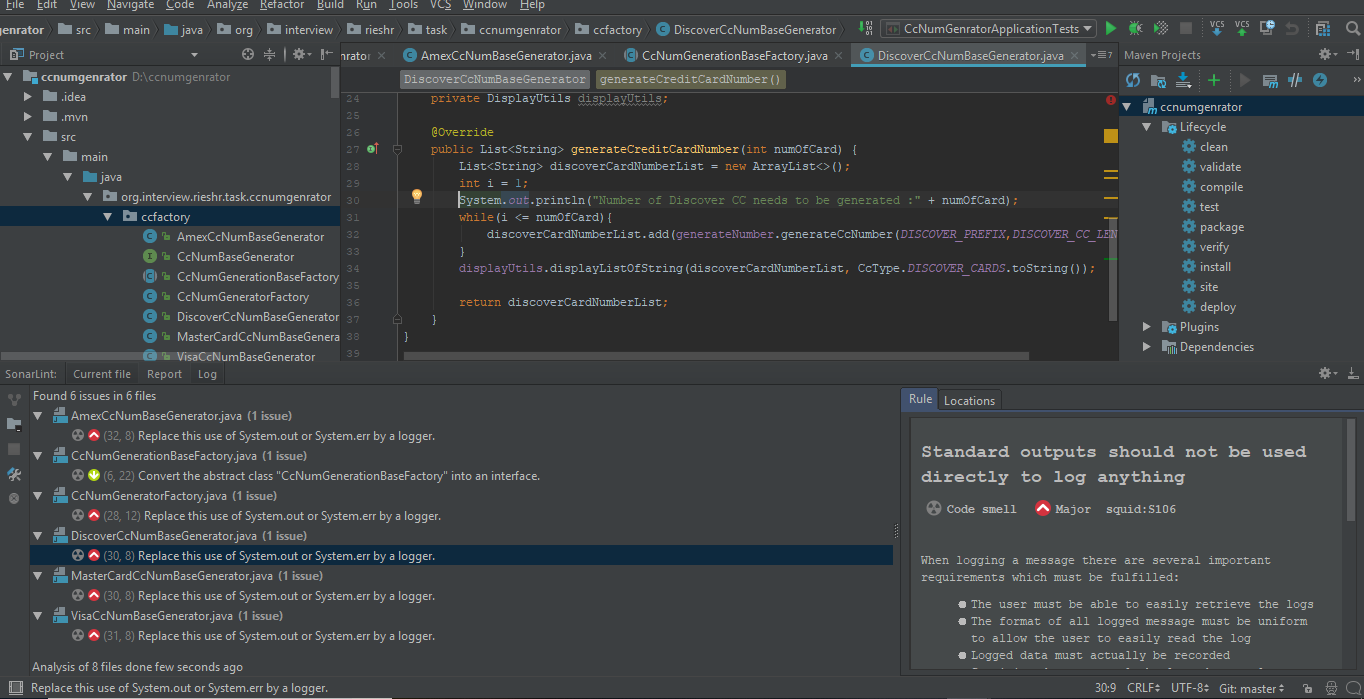 File Edit View Navigate Code Analyze Refactor Build Run Tools VCS Window Help
enrator src main java org interview rieshr task ccnumgenrator ccfactory DiscoverCcNumBaseGenerator CcNumGenratorApplicationTests VCS VCS
Project
nrator AmexCcNumBaseGenerator.java CcNumGenerationBaseFactory.java DiscoverCcNumBaseGenerator.java 7
Maven Projects
ccnumgenrator D:\ccnumgenrator
.idea
.mvn
src
main
java
org.interview.rieshr.task.ccnumgenrator
ccfactory
AmexCcNumBaseGenerator
CcNumBaseGenerator
CcNumGenerationBaseFactory
CcNumGeneratorFactory
DiscoverCcNumBaseGenerator
MasterCardCcNumBaseGenera
VisaCcNumBaseGenerator
DiscoverCcNumBaseGenerator generateCreditCardNumber()
24 private DisplayUtils displayUtils;
25
26 @Override
27 public List<String> generateCreditCardNumber(int numOfCard) {
28 List<String> discoverCardNumberList = new ArrayList<>();
29 int i = 1;
30 System.out.println("Number of Discover CC needs to be generated :" + numOfCard);
31 while(i <= numOfCard){
32 discoverCardNumberList.add(generateNumber.generateCcNumber(DISCOVER_PREFIX,DISCOVER_CC_LEN
33 }
34 displayUtils.displayListOfString(discoverCardNumberList, CcType.DISCOVER_CARDS.toString());
35
36 return discoverCardNumberList;
37 }
38 }
39
ccnumgenrator
Lifecycle
clean
validate
compile
test
package
verify
install
site
deploy
Plugins
Dependencies
SonarLint: Current file Report Log
Found 6 issues in 6 files
AmexCcNumBaseGenerator.java (1 issue)
(32, 8) Replace this use of System.out or System.err by a logger.
CcNumGenerationBaseFactory.java (1 issue)
(6, 22) Convert the abstract class "CcNumGenerationBaseFactory" into an interface.
CcNumGeneratorFactory.java (1 issue)
(28, 12) Replace this use of System.out or System.err by a logger.
DiscoverCcNumBaseGenerator.java (1 issue)
(30, 8) Replace this use of System.out or System.err by a logger.
MasterCardCcNumBaseGenerator.java (1 issue)
(30, 8) Replace this use of System.out or System.err by a logger.
VisaCcNumBaseGenerator.java (1 issue)
(31, 8) Replace this use of System.out or System.err by a logger.
Analysis of 8 files done few seconds ago
Rule Locations
Standard outputs should not be used
directly to log anything
Code smell Major squid:S106
When logging a message there are several important
requirements which must be fulfilled:
The user must be able to easily retrieve the logs
The format of all logged message must be uniform
to allow the user to easily read the log
Logged data must actually be recorded
Replace this use of System.out or System.err by a logger. 30:9 CRLF UTF-8 Git: master